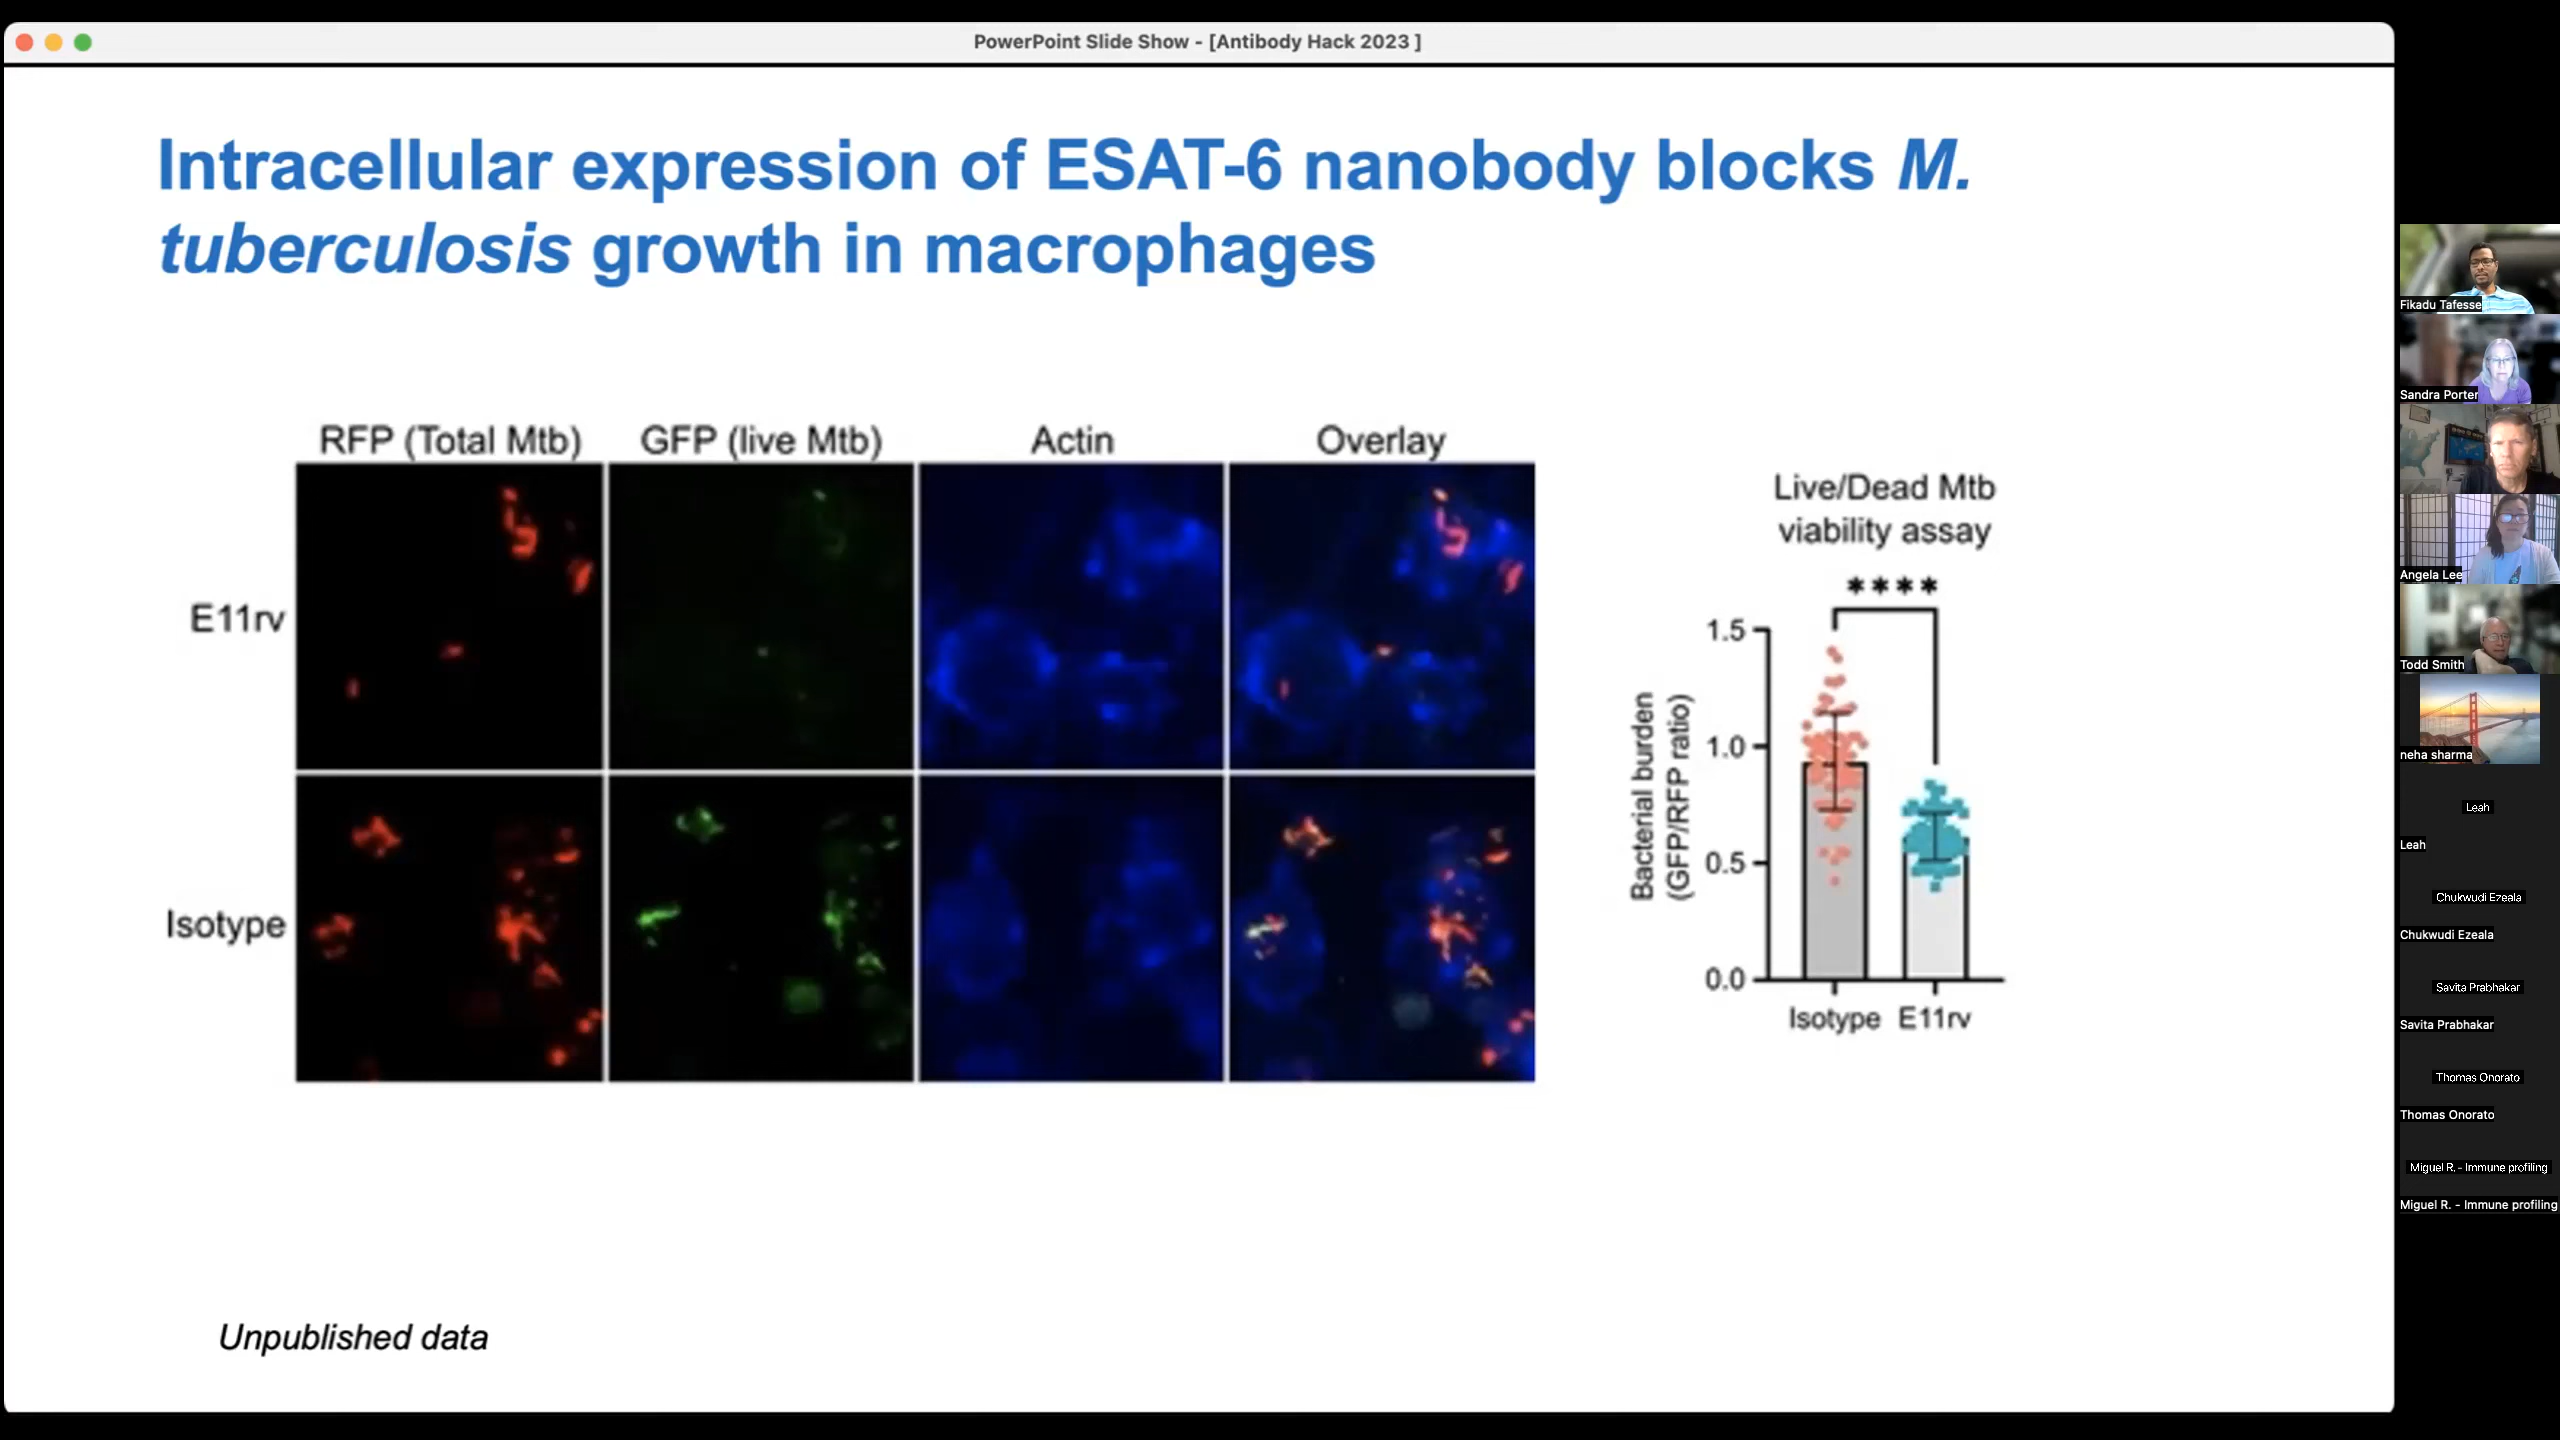 PowerPoint Slide Show - [Antibody Hack 2023 ]
Intracellular expression of ESAT-6 nanobody blocks M.
tuberculosis growth in macrophages
RFP (Total Mtb)
GFP (live Mtb)
Actin
Overlay
E11rv
Isotype
Live/Dead Mtb
viability assay
****
Bacterial burden
(GFP/RFP ratio)
1.5
1.0
0.5
0.0
Isotype
E11rv
Unpublished data
Fikadu Tafesse
Sandra Porter
Angela Lee
Todd Smith
neha sharma
Leah
Leah
Chukwudi Ezeala
Chukwudi Ezeala
Savita Prabhakar
Savita Prabhakar
Thomas Onorato
Thomas Onorato
Miguel R. - Immune profiling
Miguel R. - Immune profiling